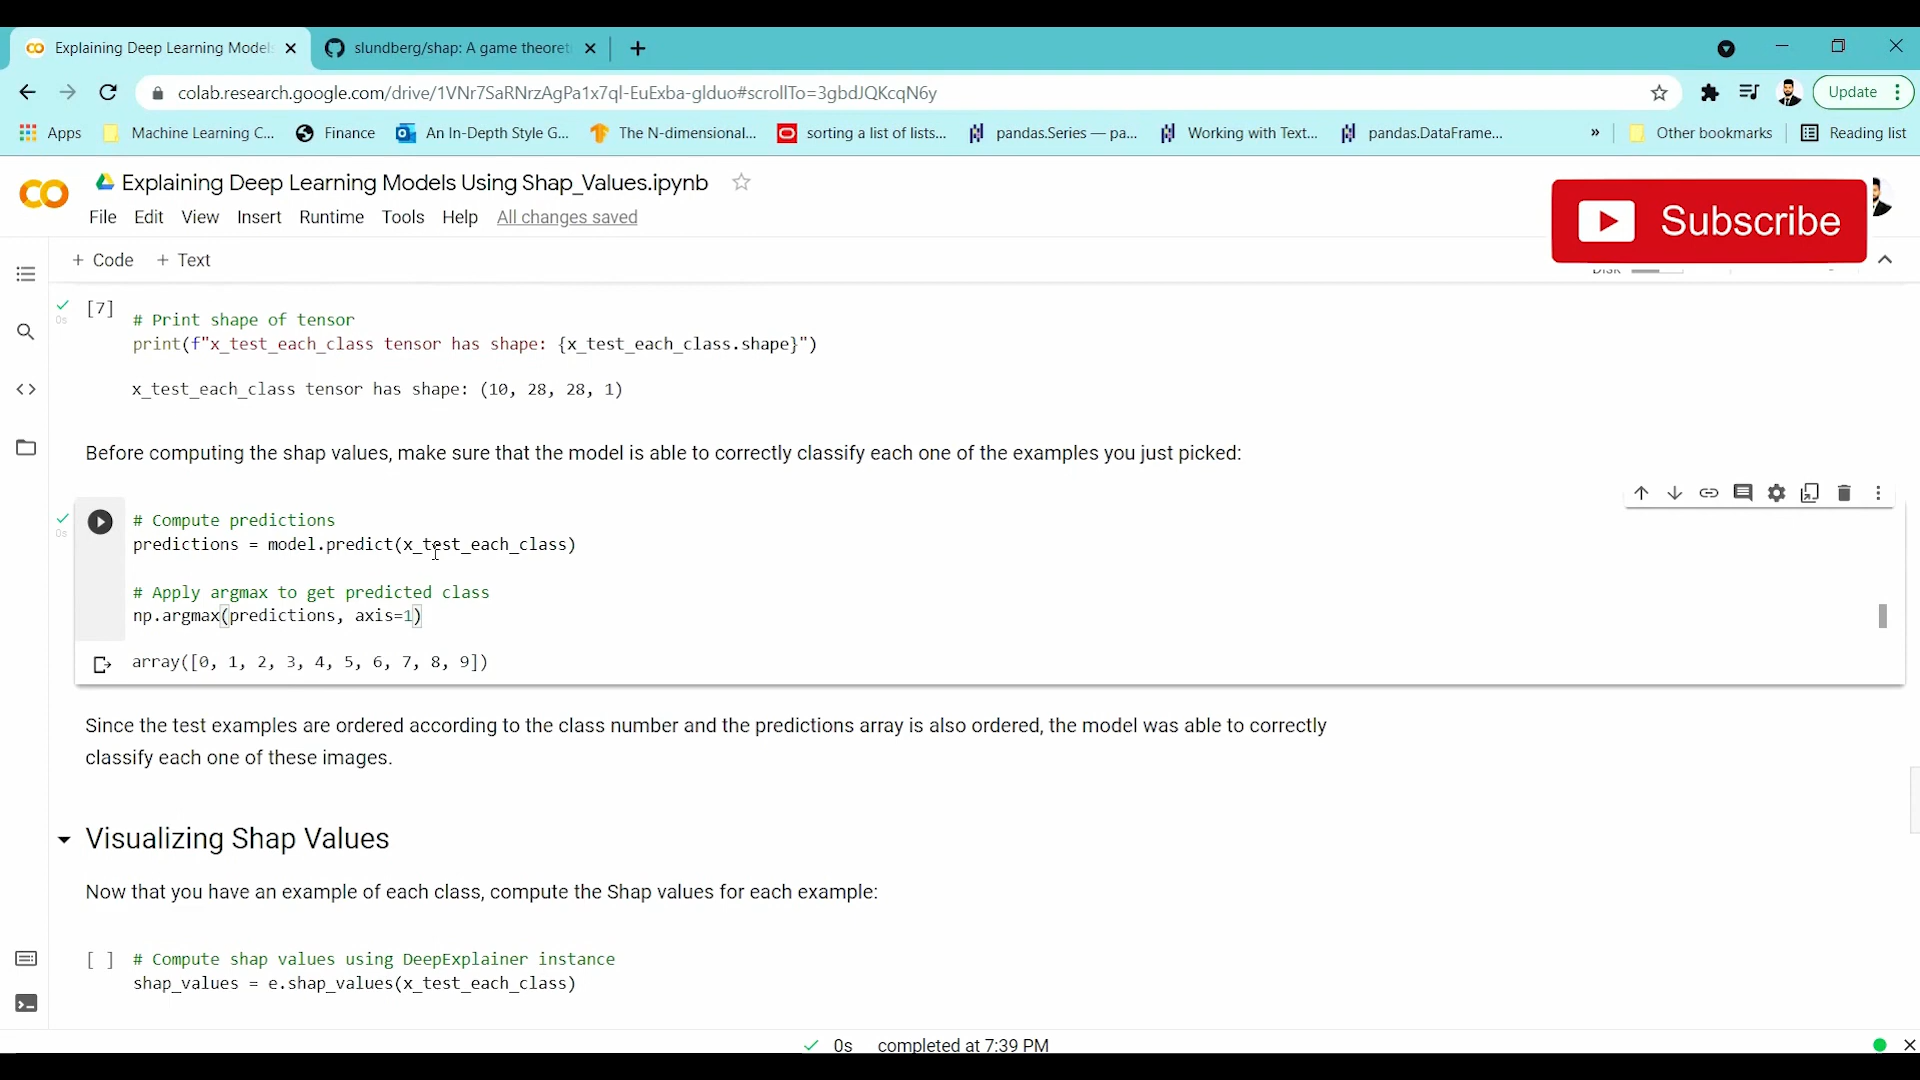 Explaining Deep Learning Models
slundberg/shap: A game theoret
colab.research.google.com/drive/1VNr7SaRNrzAgPa1x7ql-EuExba-glduo#scrollTo=3gbdJQKcqN6y
Update
Apps
Machine Learning C...
Finance
An In-Depth Style G...
The N-dimensional...
sorting a list of lists...
pandas.Series — pa...
Working with Text...
pandas.DataFrame...
»
Other bookmarks
Reading list
Explaining Deep Learning Models Using Shap_Values.ipynb
File Edit View Insert Runtime Tools Help All changes saved
Subscribe
+ Code + Text
[7]
0s
# Print shape of tensor
print(f"x_test_each_class tensor has shape: {x_test_each_class.shape}")
x_test_each_class tensor has shape: (10, 28, 28, 1)
Before computing the shap values, make sure that the model is able to correctly classify each one of the examples you just picked:
0s
# Compute predictions
predictions = model.predict(x_test_each_class)
# Apply argmax to get predicted class
np.argmax(predictions, axis=1)
array([0, 1, 2, 3, 4, 5, 6, 7, 8, 9])
Since the test examples are ordered according to the class number and the predictions array is also ordered, the model was able to correctly
classify each one of these images.
Visualizing Shap Values
Now that you have an example of each class, compute the Shap values for each example:
[ ] # Compute shap values using DeepExplainer instance
shap_values = e.shap_values(x_test_each_class)
0s completed at 7:39 PM